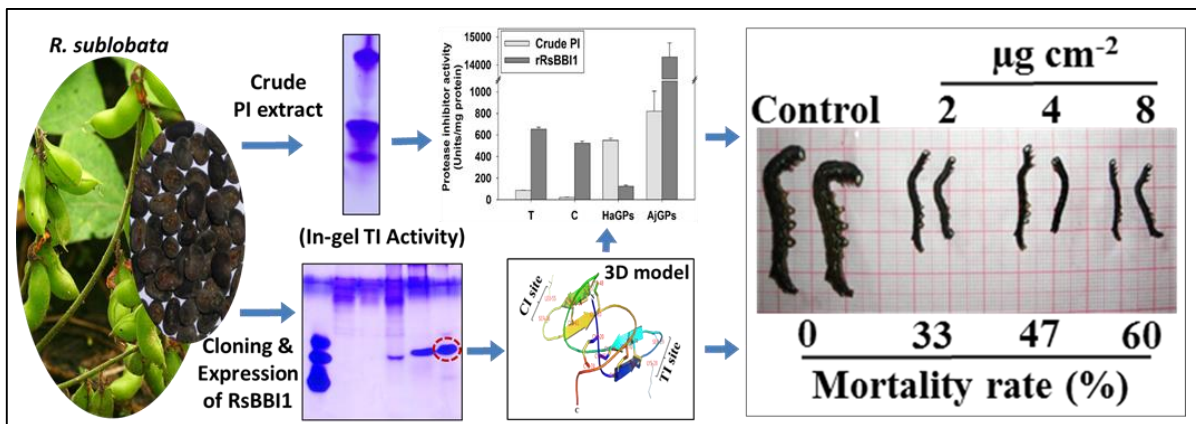 R. sublobata
Crude
PI extract
Cloning &
Expression
of RsBBI1
(In-gel TI Activity)
Protease inhibitor activity
(Units/mg protein)
15000
14000
1000
800
600
400
200
0
Crude PI
rRsBBI1
T C HaGPs AjGPs
3D model
CI site
TI site
C
µg cm⁻²
Control 2 4 8
0 33 47 60
Mortality rate (%)